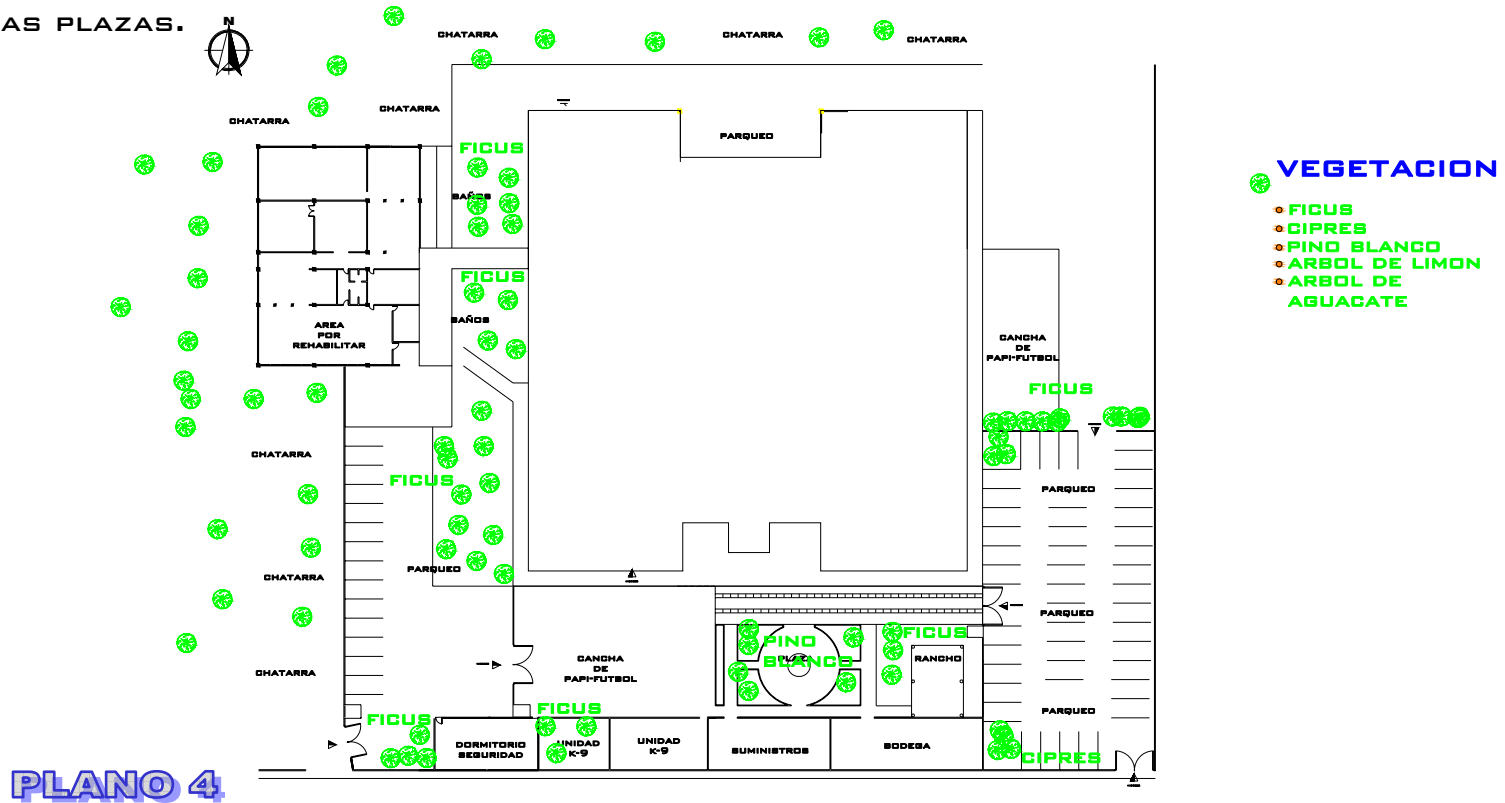 AS PLAZAS.
N
CHATARRA
CHATARRA
CHATARRA
CHATARRA
CHATARRA
PARQUEO
FICUS
VEGETACION
BAÑOS
FICUS
CIPRES
PINO BLANCO
ARBOL DE LIMON
ARBOL DE
AGUACATE
FICUS
BAÑOS
AREA
POR
REHABILITAR
CANCHA
DE
PAPI-FUTBOL
FICUS
CHATARRA
FICUS
PARQUEO
PARQUEO
CHATARRA
PARQUEO
FICUS
PINO
BLANCO
RANCHO
CANCHA
DE
PAPI-FUTBOL
CHATARRA
FICUS
FICUS
PARQUEO
DORMITORIO
SEGURIDAD
UNIDAD
K-9
UNIDAD
K-9
SUMINISTROS
BODEGA
CIPRES
PLANO 4